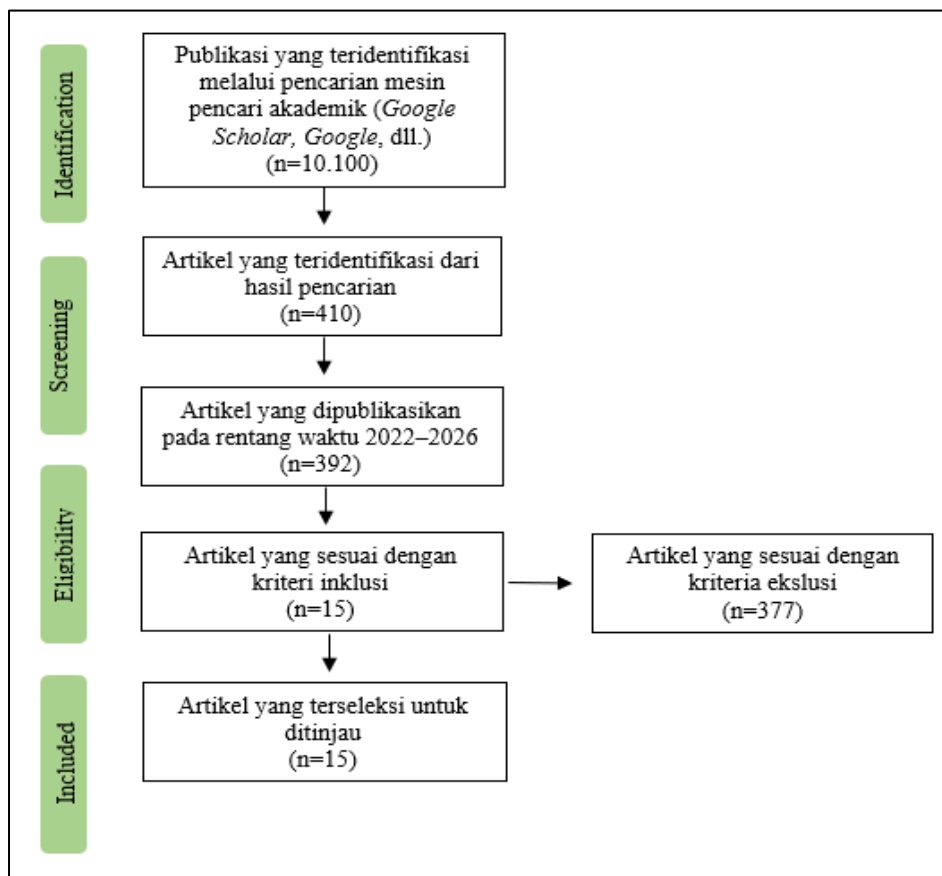 Identification
Publikasi yang teridentifikasi
melalui pencarian mesin
pencari akademik (Google
Scholar, Google, dll.)
(n=10.100)
Screening
Artikel yang teridentifikasi dari
hasil pencarian
(n=410)
Artikel yang dipublikasikan
pada rentang waktu 2022–2026
(n=392)
Eligibility
Artikel yang sesuai dengan
kriteri inklusi
(n=15)
Artikel yang sesuai dengan
kriteria ekslusi
(n=377)
Included
Artikel yang terseleksi untuk
ditinjau
(n=15)